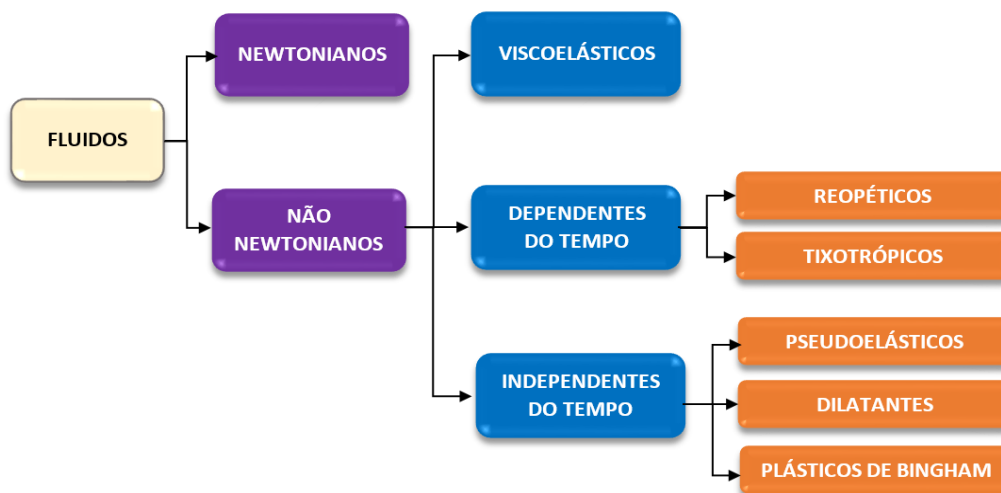 FLUIDOS
NEWTONIANOS
NÃO
NEWTONIANOS
VISCOELÁSTICOS
DEPENDENTES
DO TEMPO
REOPÉTICOS
TIXOTRÓPICOS
INDEPENDENTES
DO TEMPO
PSEUDOELÁSTICOS
DILATANTES
PLÁSTICOS DE BINGHAM